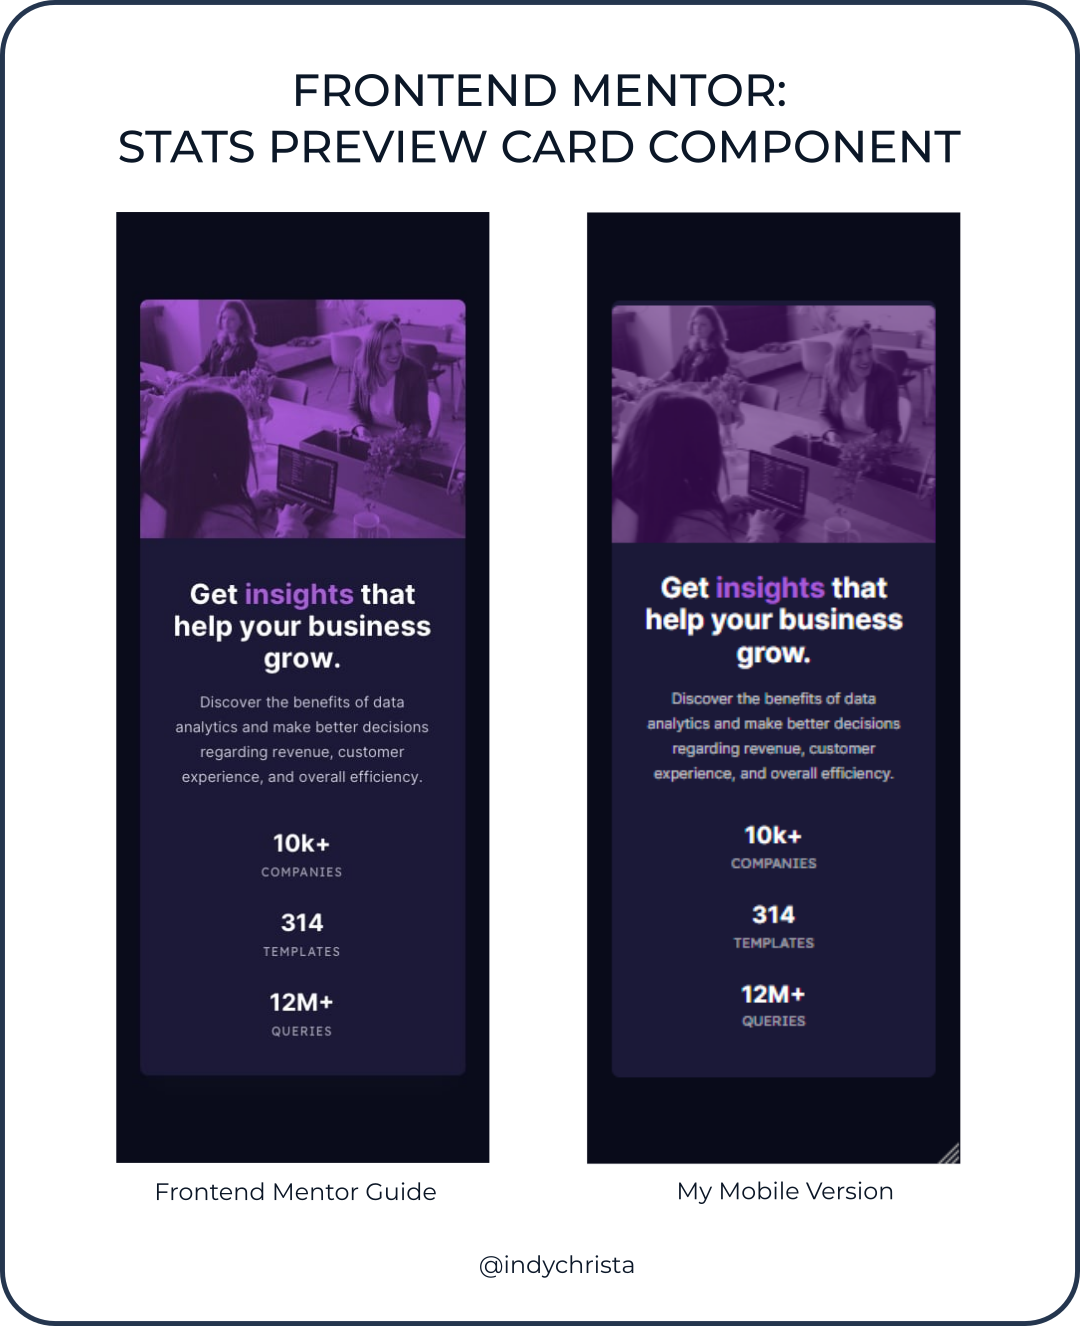 FRONTEND MENTOR:
STATS PREVIEW CARD COMPONENT
Get insights that
help your business
grow.
Discover the benefits of data
analytics and make better decisions
regarding revenue, customer
experience, and overall efficiency.
10k+
COMPANIES
314
TEMPLATES
12M+
QUERIES
Frontend Mentor Guide
Get insights that
help your business
grow.
Discover the benefits of data
analytics and make better decisions
regarding revenue, customer
experience, and overall efficiency.
10k+
COMPANIES
314
TEMPLATES
12M+
QUERIES
My Mobile Version
@indychrista